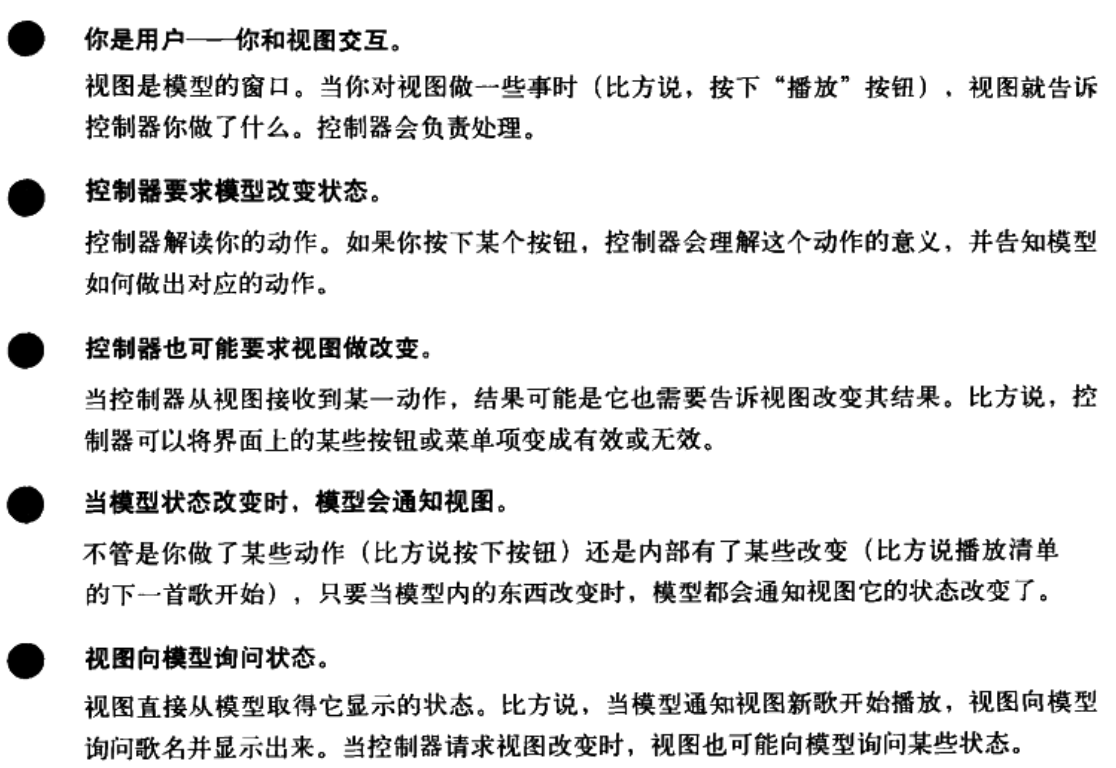 你是用户——你和视图交互。
视图是模型的窗口。当你对视图做一些事时（比方说，按下“播放”按钮），视图就告诉
控制器你做了什么。控制器会负责处理。
控制器要求模型改变状态。
控制器解读你的动作。如果你按下某个按钮，控制器会理解这个动作的意义，并告知模型
如何做出对应的动作。
控制器也可能要求视图做改变。
当控制器从视图接收到某一动作，结果可能是它也需要告诉视图改变其结果。比方说，控
制器可以将界面上的某些按钮或菜单项变成有效或无效。
当模型状态改变时，模型会通知视图。
不管是你做了某些动作（比方说按下按钮）还是内部有了某些改变（比方说播放清单
的下一首歌开始），只要当模型内的东西改变时，模型都会通知视图它的状态改变了。
视图向模型询问状态。
视图直接从模型取得它显示的状态。比方说，当模型通知视图新歌开始播放，视图向模型
询问歌名并显示出来。当控制器请求视图改变时，视图也可能向模型询问某些状态。